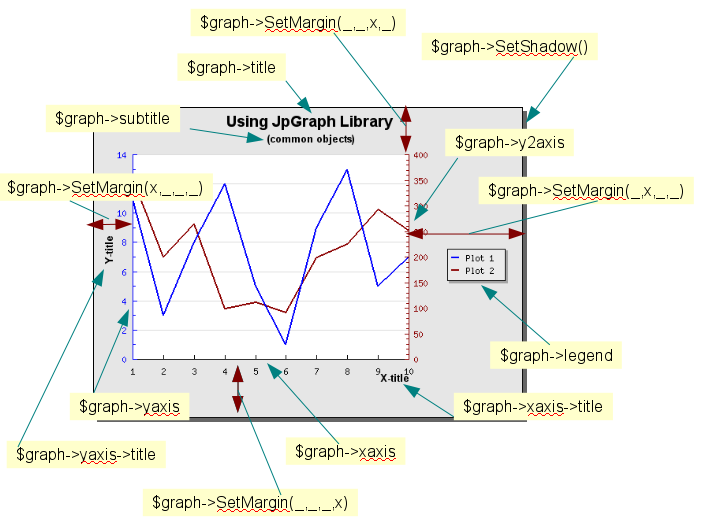 $graph->SetMargin(_,_,x,_)
$graph->SetShadow()
$graph->title
$graph->subtitle
Using JpGraph Library
(common objects)
$graph->y2axis
$graph->SetMargin(x,_,_,_)
$graph->SetMargin(_,x,_,_)
14
10
8
6
4
2
0
400
350
300
200
150
100
50
0
Y-title
Plot 1
Plot 2
1 2 3 4 5 6 7 8 9 10
X-title
$graph->legend
$graph->yaxis
$graph->xaxis->title
$graph->yaxis->title
$graph->xaxis
$graph->SetMargin(_,_,_,x)